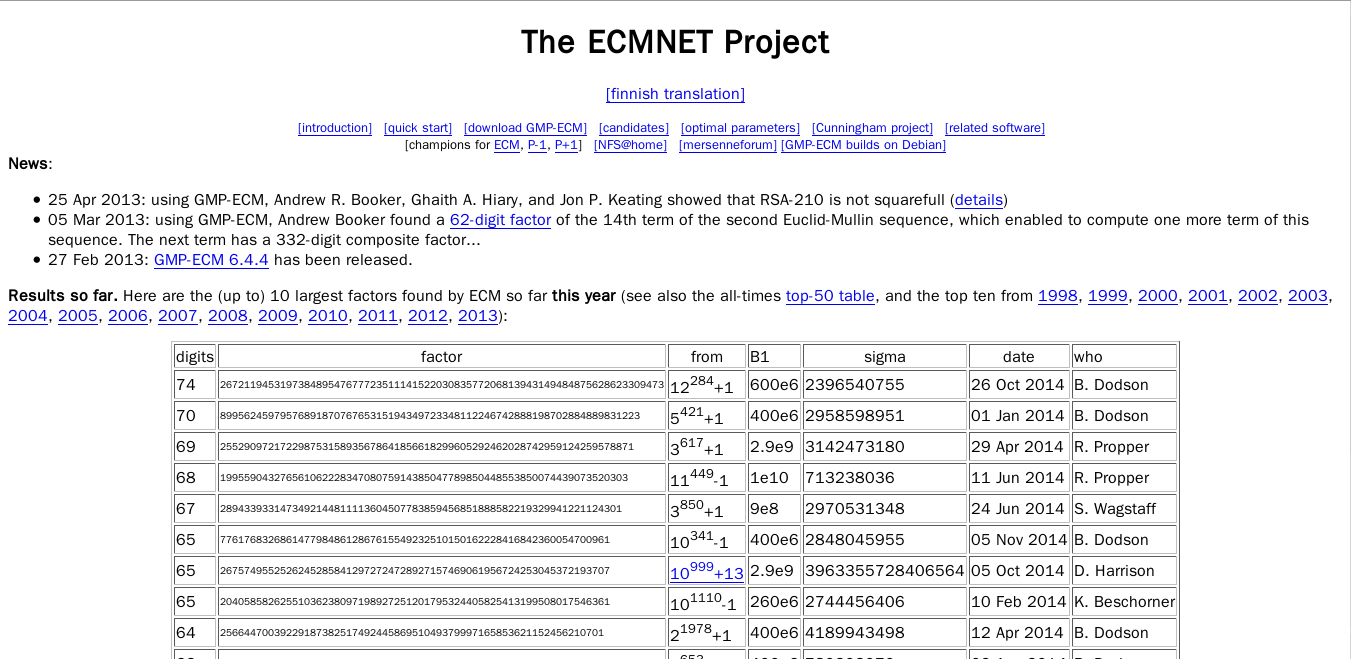 The ECMNET Project
[finnish translation]
[introduction] [quick start] [download GMP-ECM] [candidates] [optimal parameters] [Cunningham project] [related software]
[champions for ECM, P-1, P+1] [NFS@home] [mersenneforum] [GMP-ECM builds on Debian]
News:
• 25 Apr 2013: using GMP-ECM, Andrew R. Booker, Ghaith A. Hiary, and Jon P. Keating showed that RSA-210 is not squarefull (details)
• 05 Mar 2013: using GMP-ECM, Andrew Booker found a 62-digit factor of the 14th term of the second Euclid-Mullin sequence, which enabled to compute one more term of this
sequence. The next term has a 332-digit composite factor...
• 27 Feb 2013: GMP-ECM 6.4.4 has been released.
Results so far. Here are the (up to) 10 largest factors found by ECM so far this year (see also the all-times top-50 table, and the top ten from 1998, 1999, 2000, 2001, 2002, 2003,
2004, 2005, 2006, 2007, 2008, 2009, 2010, 2011, 2012, 2013):
digits factor from B1 sigma date who
74 26721194531973848954767772351114152203083577206813943149484875628623309473 12^284+1 600e6 2396540755 26 Oct 2014 B. Dodson
70 8995624597957689187076765315194349723348112246742888198702884889831223 5^421+1 400e6 2958598951 01 Jan 2014 B. Dodson
69 255290972172298753158935678641856618299605292462028742959124259578871 3^617+1 2.9e9 3142473180 29 Apr 2014 R. Propper
68 19955904327656106222834708075914385047789850448553850074439073520303 11^449-1 1e10 713238036 11 Jun 2014 R. Propper
67 2894339331473492144811113604507783859456851888582219329941221124301 3^850+1 9e8 2970531348 24 Jun 2014 S. Wagstaff
65 77617683268614779848612867615549232510150162228416842360054700961 10^341-1 400e6 2848045955 05 Nov 2014 B. Dodson
65 26757495525262452858412972724728927157469061956724253045372193707 10^999+13 2.9e9 3963355728406564 05 Oct 2014 D. Harrison
65 20405858262551036238097198927251201795324405825413199508017546361 10^1110-1 260e6 2744456406 10 Feb 2014 K. Beschorner
64 2566447003922918738251749244586951049379997165853621152456210701 2^1978+1 400e6 4189943498 12 Apr 2014 B. Dodson